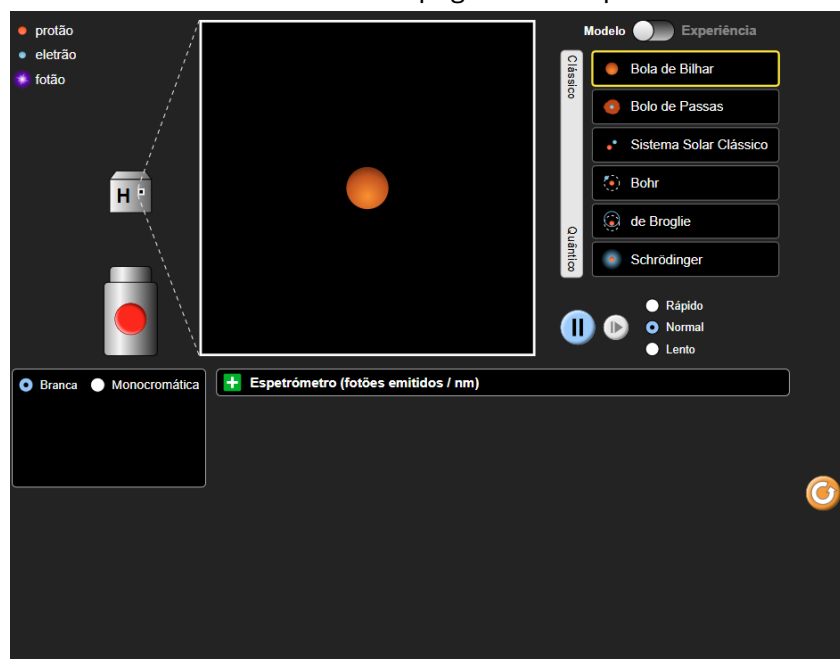 protão
eletrão
fotão
H
Modelo Experiência
Clássico
Quântico
Bola de Bilhar
Bolo de Passas
Sistema Solar Clássico
Bohr
de Broglie
Schrödinger
Rápido
Normal
Lento
Branca Monocromática
Espetrómetro (fotões emitidos / nm)